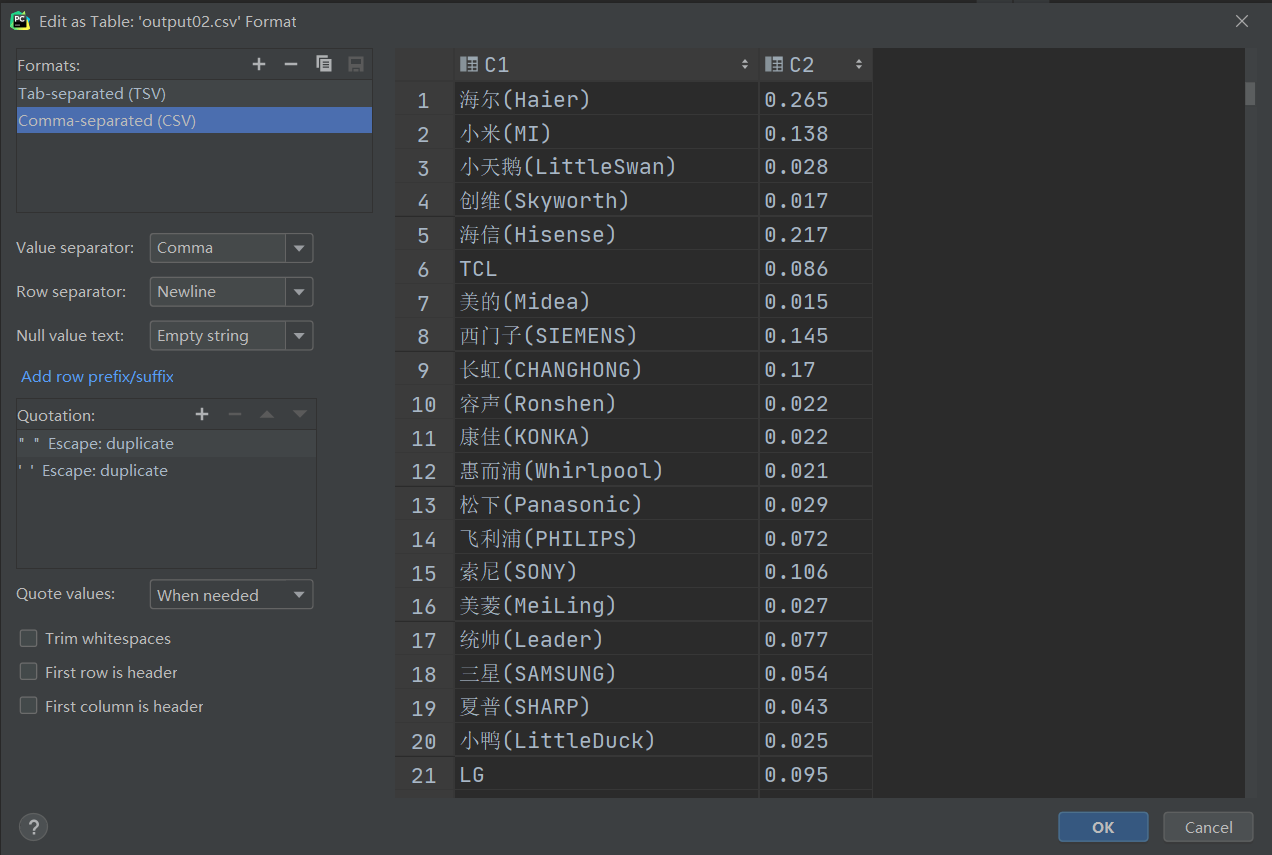 PC
Edit as Table: 'output02.csv' Format
Formats:
Tab-separated (TSV)
Comma-separated (CSV)
Value separator: Comma
Row separator: Newline
Null value text: Empty string
Add row prefix/suffix
Quotation:
" " Escape: duplicate
' ' Escape: duplicate
Quote values: When needed
Trim whitespaces
First row is header
First column is header
C1 C2
1 海尔(Haier) 0.265
2 小米(MI) 0.138
3 小天鹅(LittleSwan) 0.028
4 创维(Skyworth) 0.017
5 海信(Hisense) 0.217
6 TCL 0.086
7 美的(Midea) 0.015
8 西门子(SIEMENS) 0.145
9 长虹(CHANGHONG) 0.17
10 容声(Ronshen) 0.022
11 康佳(KONKA) 0.022
12 惠而浦(Whirlpool) 0.021
13 松下(Panasonic) 0.029
14 飞利浦(PHILIPS) 0.072
15 索尼(SONY) 0.106
16 美菱(MeiLing) 0.027
17 统帅(Leader) 0.077
18 三星(SAMSUNG) 0.054
19 夏普(SHARP) 0.043
20 小鸭(LittleDuck) 0.025
21 LG 0.095
? OK Cancel